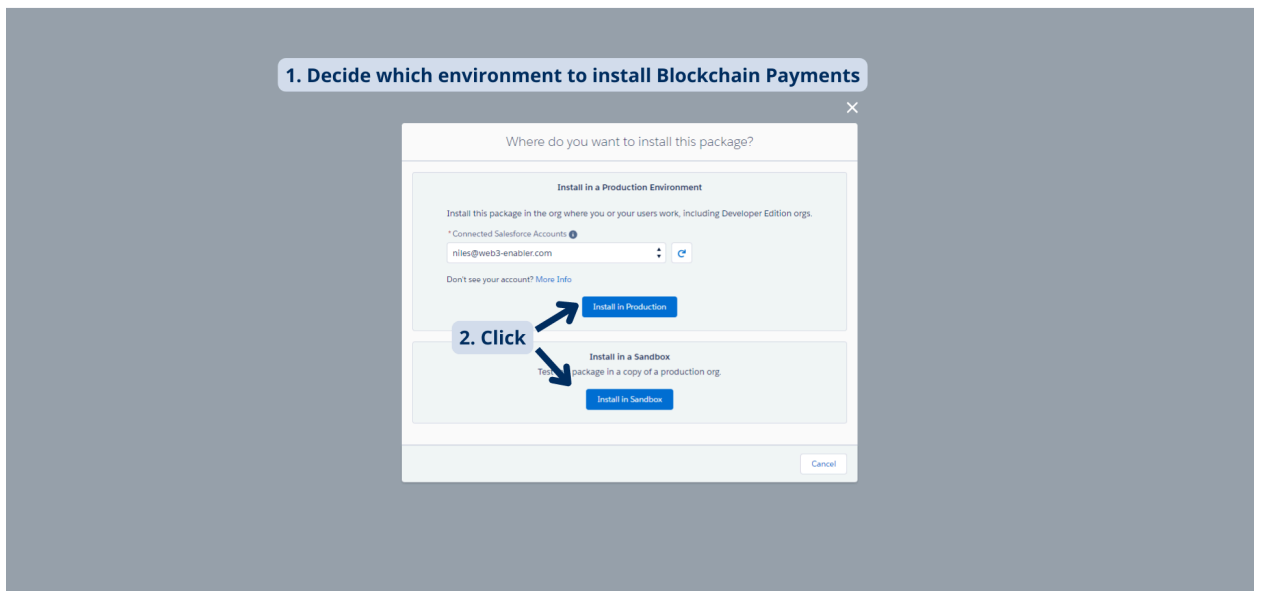 1. Decide which environment to install Blockchain Payments
Where do you want to install this package?
Install in a Production Environment
Install this package in the org where you or your users work, including Developer Edition orgs.
*Connected Salesforce Accounts
niles@web3-enabler.com
Don't see your account? More Info
Install in Production
2. Click
Install in a Sandbox
Test package in a copy of a production org.
Install in Sandbox
Cancel